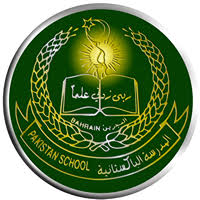 ربي زدني علما
BAHRAIN البحرين
PAKISTAN SCHOOL المدرسة الباكستانية